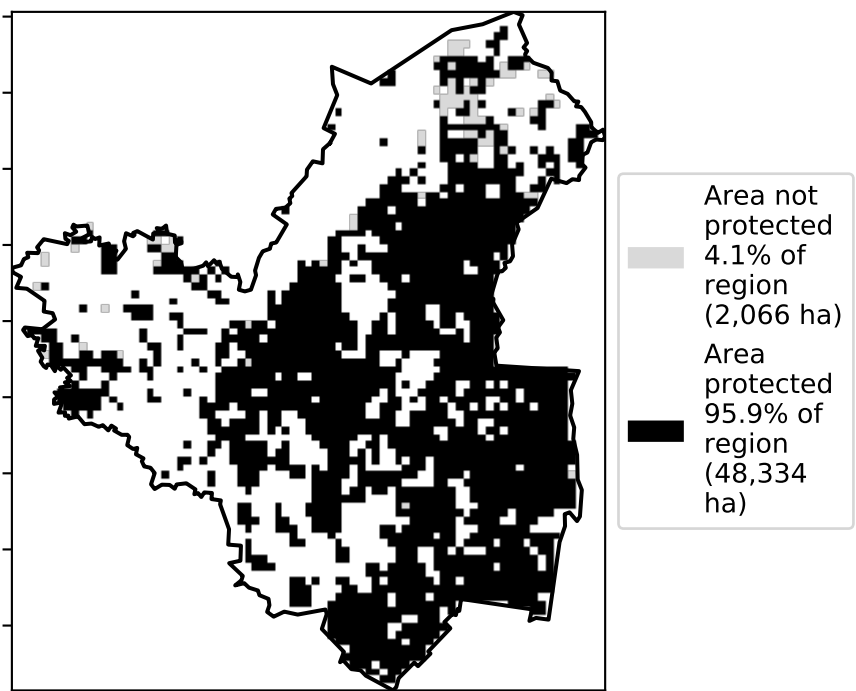 Area not
protected
4.1% of
region
(2,066 ha)
Area
protected
95.9% of
region
(48,334
ha)